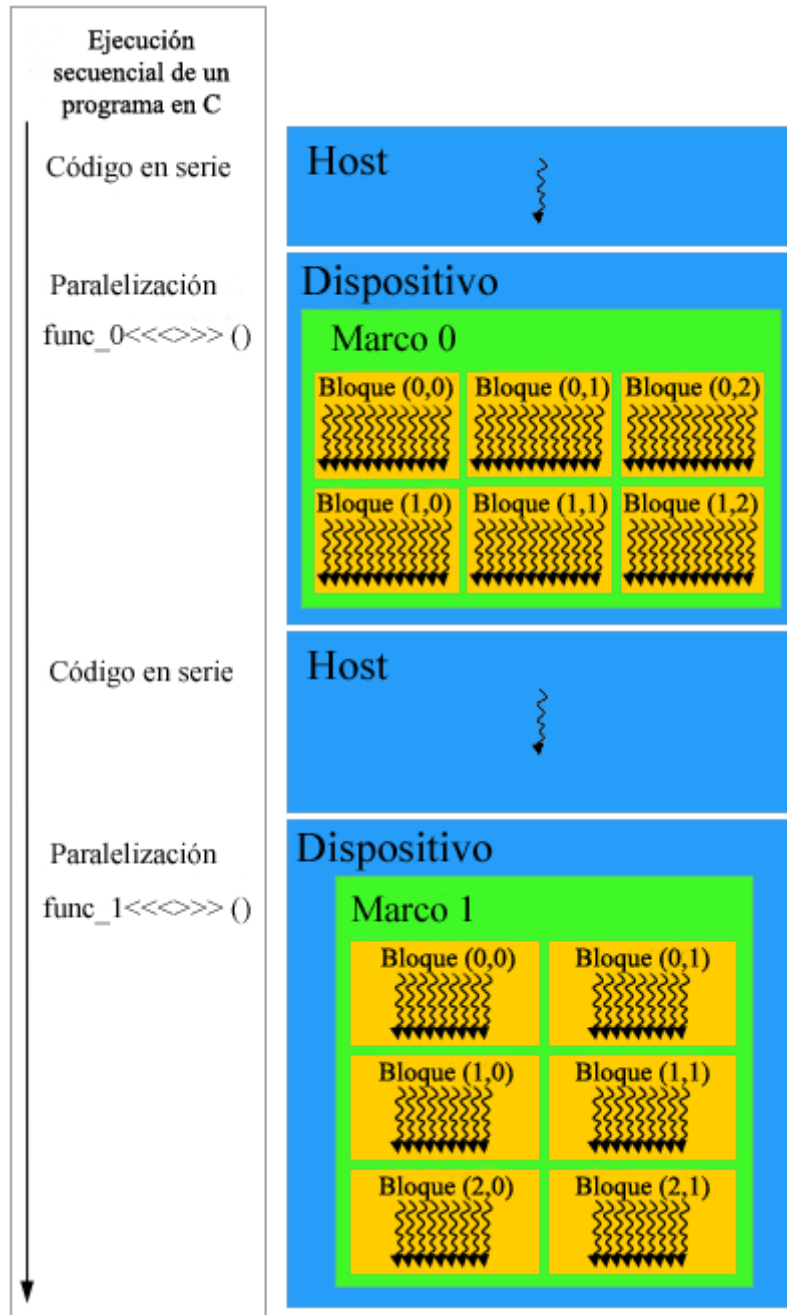 Ejecución
secuencial de un
programa en C
Código en serie
Host
Paralelización
func_0<<<>>> ()
Dispositivo
Marco 0
Bloque (0,0) Bloque (0,1) Bloque (0,2)
Bloque (1,0) Bloque (1,1) Bloque (1,2)
Código en serie
Host
Paralelización
func_1<<<>>> ()
Dispositivo
Marco 1
Bloque (0,0) Bloque (0,1)
Bloque (1,0) Bloque (1,1)
Bloque (2,0) Bloque (2,1)